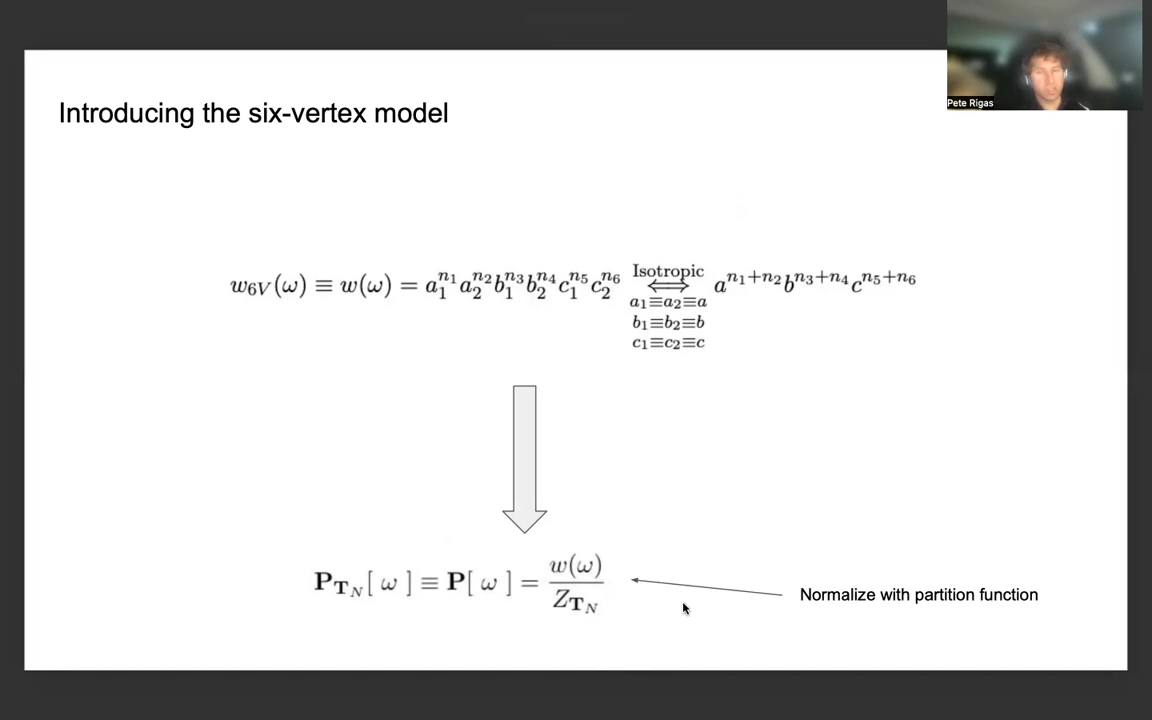 Pete Rigas
Introducing the six-vertex model
w_{6V}(ω) ≡ w(ω) = a_1^{n_1} a_2^{n_2} b_1^{n_3} b_2^{n_4} c_1^{n_5} c_2^{n_6} Isotropic ⟺ a^{n_1+n_2} b^{n_3+n_4} c^{n_5+n_6}
a_1≡a_2≡a
b_1≡b_2≡b
c_1≡c_2≡c
P_{T_N}[ ω ] ≡ P[ ω ] = w(ω) / Z_{T_N}
Normalize with partition function